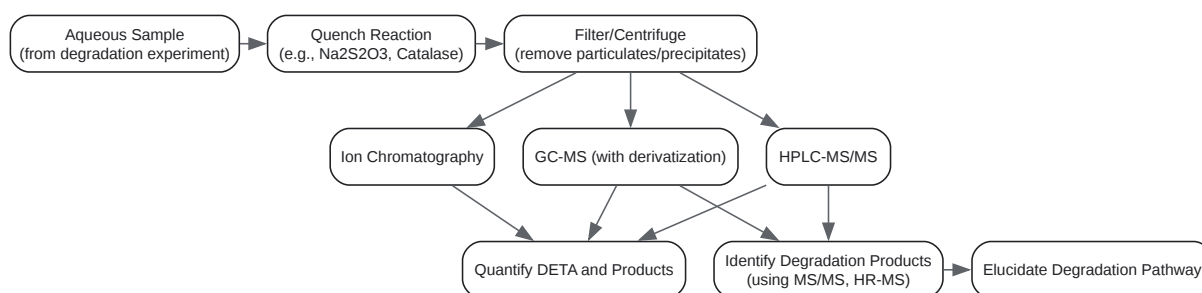 Aqueous Sample
(from degradation experiment)
Quench Reaction
(e.g., Na2S2O3, Catalase)
Filter/Centrifuge
(remove particulates/precipitates)
Ion Chromatography
GC-MS (with derivatization)
HPLC-MS/MS
Quantify DETA and Products
Identify Degradation Products
(using MS/MS, HR-MS)
Elucidate Degradation Pathway